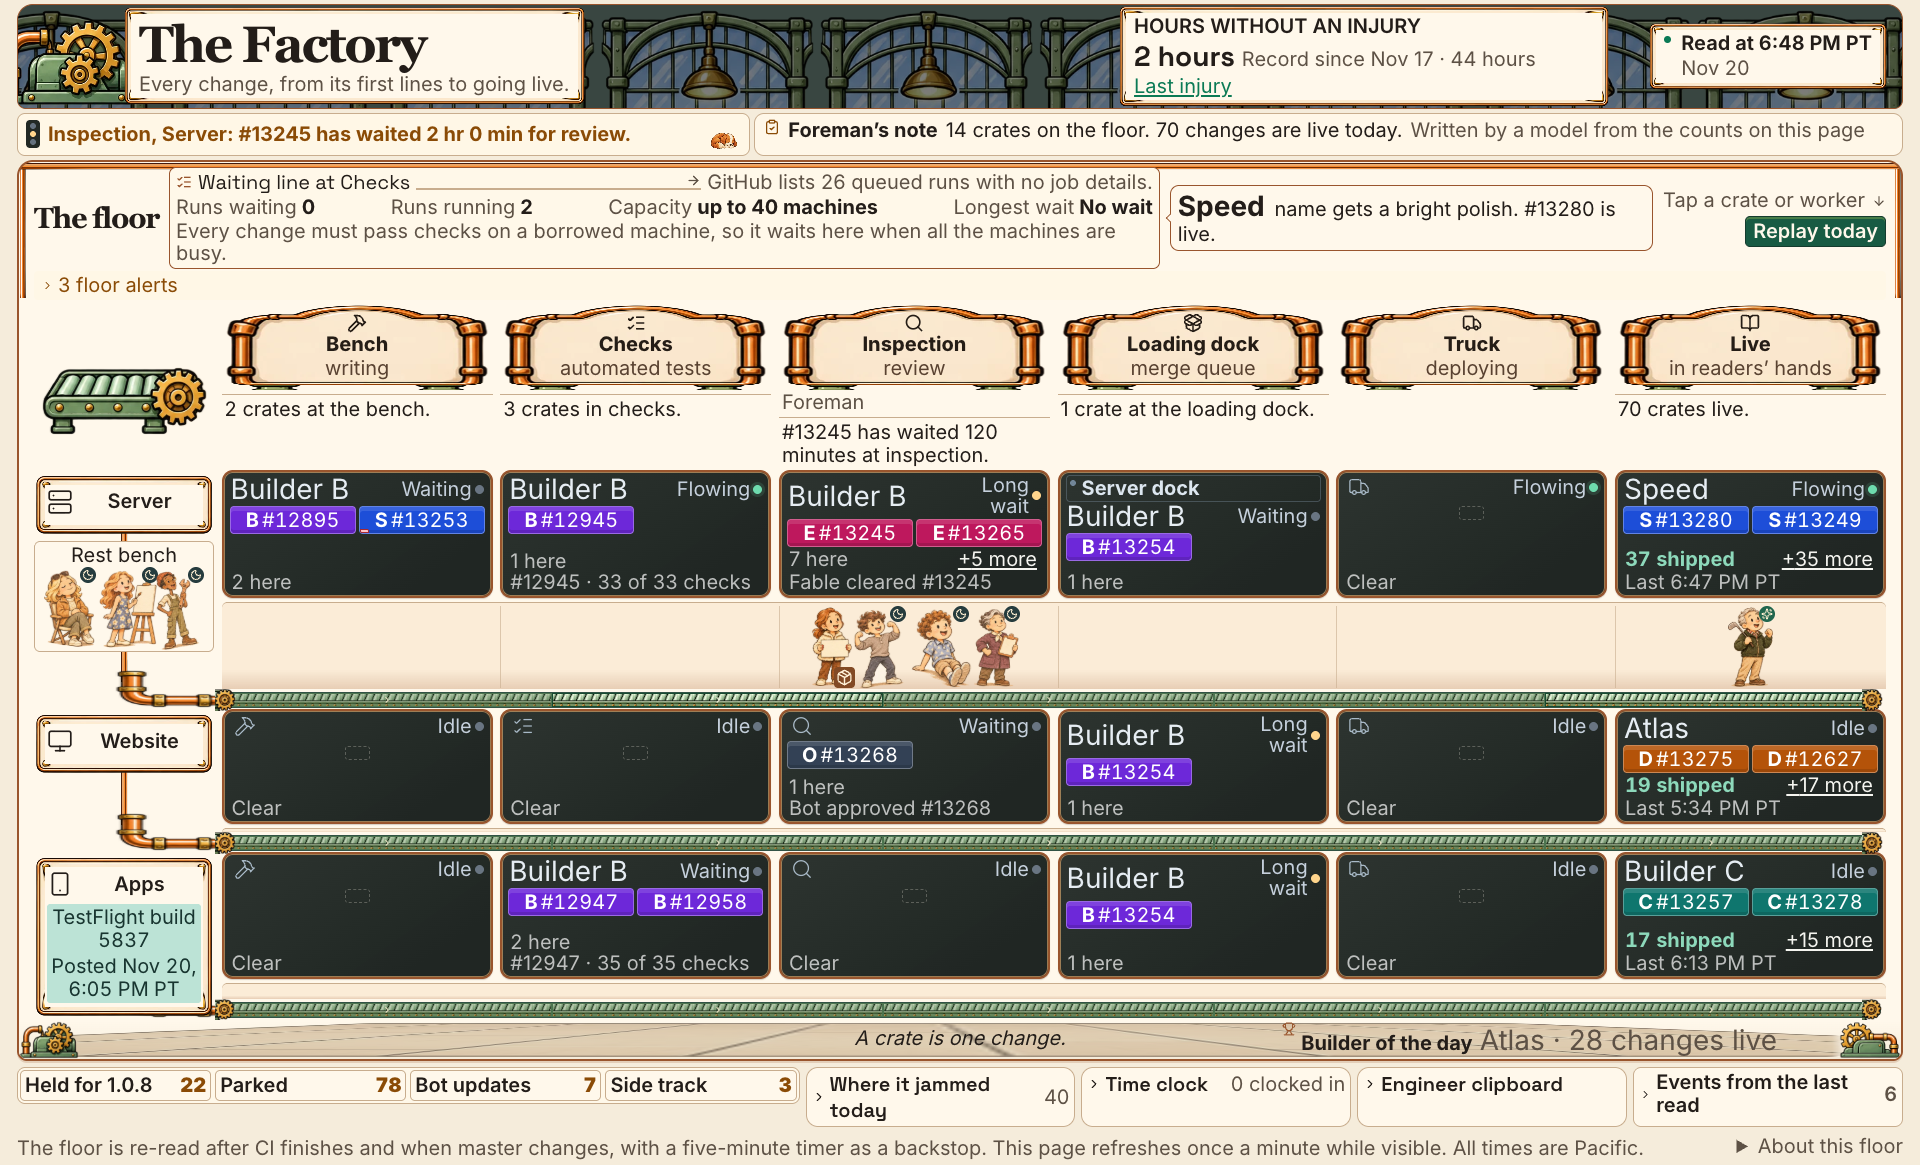 The Factory
Every change, from its first lines to going live.
HOURS WITHOUT AN INJURY
2 hours Record since Nov 17 · 44 hours
Last injury
Read at 6:48 PM PT
Nov 20
Inspection, Server: #13245 has waited 2 hr 0 min for review.
Foreman’s note 14 crates on the floor. 70 changes are live today. Written by a model from the counts on this page
The floor
Waiting line at Checks → GitHub lists 26 queued runs with no job details.
Runs waiting 0 Runs running 2 Capacity up to 40 machines Longest wait No wait
Every change must pass checks on a borrowed machine, so it waits here when all the machines are
busy.
Speed name gets a bright polish. #13280 is
live.
Tap a crate or worker ↓
Replay today
› 3 floor alerts
Bench
writing
Checks
automated tests
Inspection
review
Loading dock
merge queue
Truck
deploying
Live
in readers’ hands
2 crates at the bench.
3 crates in checks.
Foreman
#13245 has waited 120
minutes at inspection.
1 crate at the loading dock.
70 crates live.
Server
Rest bench
Builder B Waiting
B #12895 S #13253
2 here
Builder B Flowing
B #12945
1 here
#12945 · 33 of 33 checks
Builder B Long
wait
E #13245 E #13265
7 here +5 more
Fable cleared #13245
Server dock
Builder B Waiting
B #13254
1 here
Flowing
Clear
Speed Flowing
S #13280 S #13249
37 shipped +35 more
Last 6:47 PM PT
Website
Idle
Clear
Idle
Clear
Waiting
O #13268
1 here
Bot approved #13268
Builder B Long
wait
B #13254
1 here
Idle
Clear
Atlas Idle
D #13275 D #12627
19 shipped +17 more
Last 5:34 PM PT
Apps
TestFlight build
5837
Posted Nov 20,
6:05 PM PT
Idle
Clear
Builder B Waiting
B #12947 B #12958
2 here
#12947 · 35 of 35 checks
Idle
Clear
Builder B Long
wait
B #13254
1 here
Idle
Clear
Builder C Idle
C #13257 C #13278
17 shipped +15 more
Last 6:13 PM PT
A crate is one change.
Builder of the day Atlas · 28 changes live
Held for 1.0.8 22
Parked 78
Bot updates 7
Side track 3
› Where it jammed
today 40
› Time clock 0 clocked in
› Engineer clipboard
› Events from the last
read 6
The floor is re-read after CI finishes and when master changes, with a five-minute timer as a backstop. This page refreshes once a minute while visible. All times are Pacific.
▶ About this floor